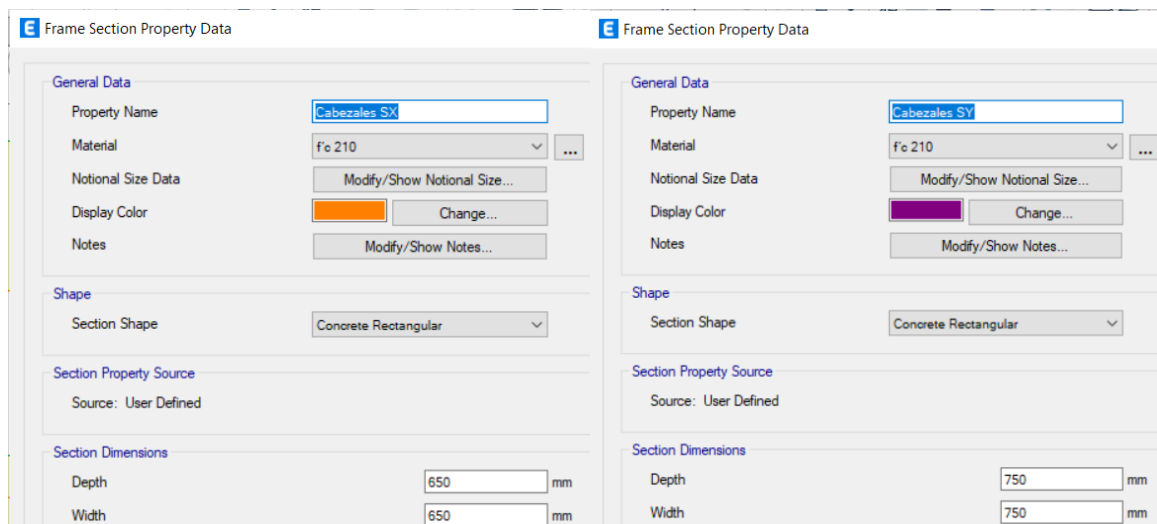 E Frame Section Property Data
General Data
Property Name Cabezales SX
Material f'c 210 ...
Notional Size Data Modify/Show Notional Size...
Display Color Change...
Notes Modify/Show Notes...
Shape
Section Shape Concrete Rectangular
Section Property Source
Source: User Defined
Section Dimensions
Depth 650 mm
Width 650 mm
E Frame Section Property Data
General Data
Property Name Cabezales SY
Material f'c 210 ...
Notional Size Data Modify/Show Notional Size...
Display Color Change...
Notes Modify/Show Notes...
Shape
Section Shape Concrete Rectangular
Section Property Source
Source: User Defined
Section Dimensions
Depth 750 mm
Width 750 mm